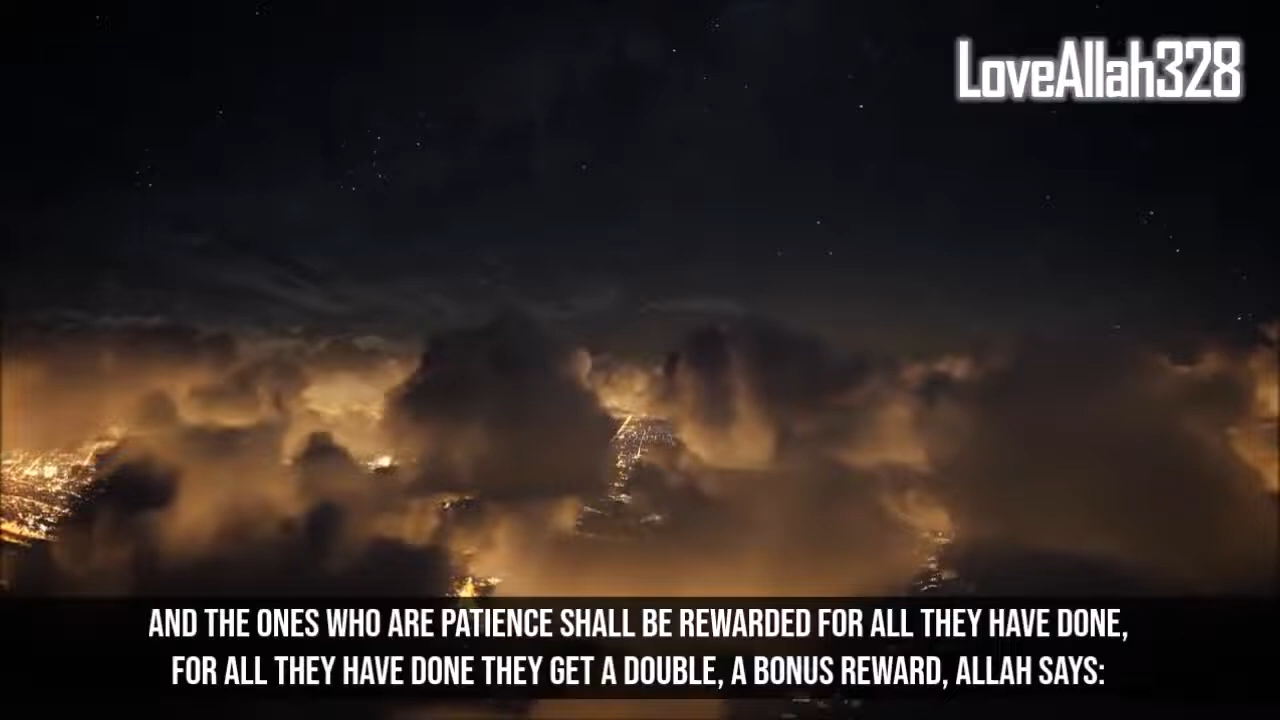 LoveAllah328
AND THE ONES WHO ARE PATIENCE SHALL BE REWARDED FOR ALL THEY HAVE DONE,
FOR ALL THEY HAVE DONE THEY GET A DOUBLE, A BONUS REWARD, ALLAH SAYS: